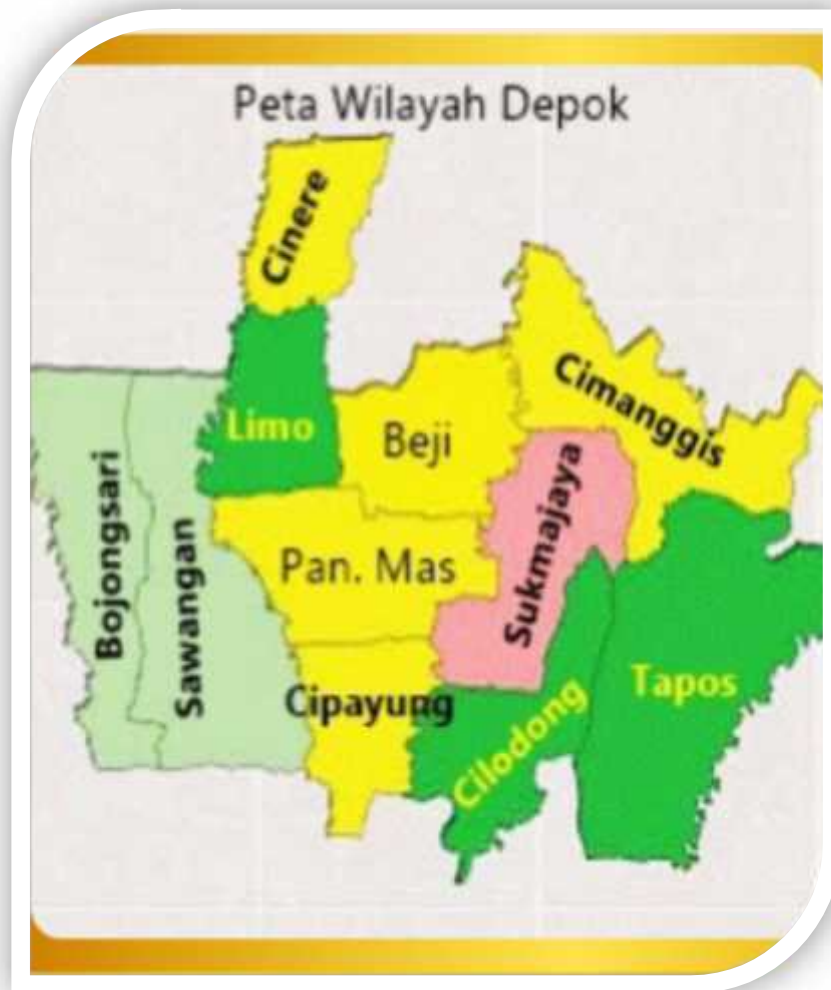 Peta Wilayah Depok
Cinere
Limo
Beji
Cimanggis
Bojongsari
Sawangan
Pan. Mas
Sukmajaya
Cipayung
Cilodong
Tapos